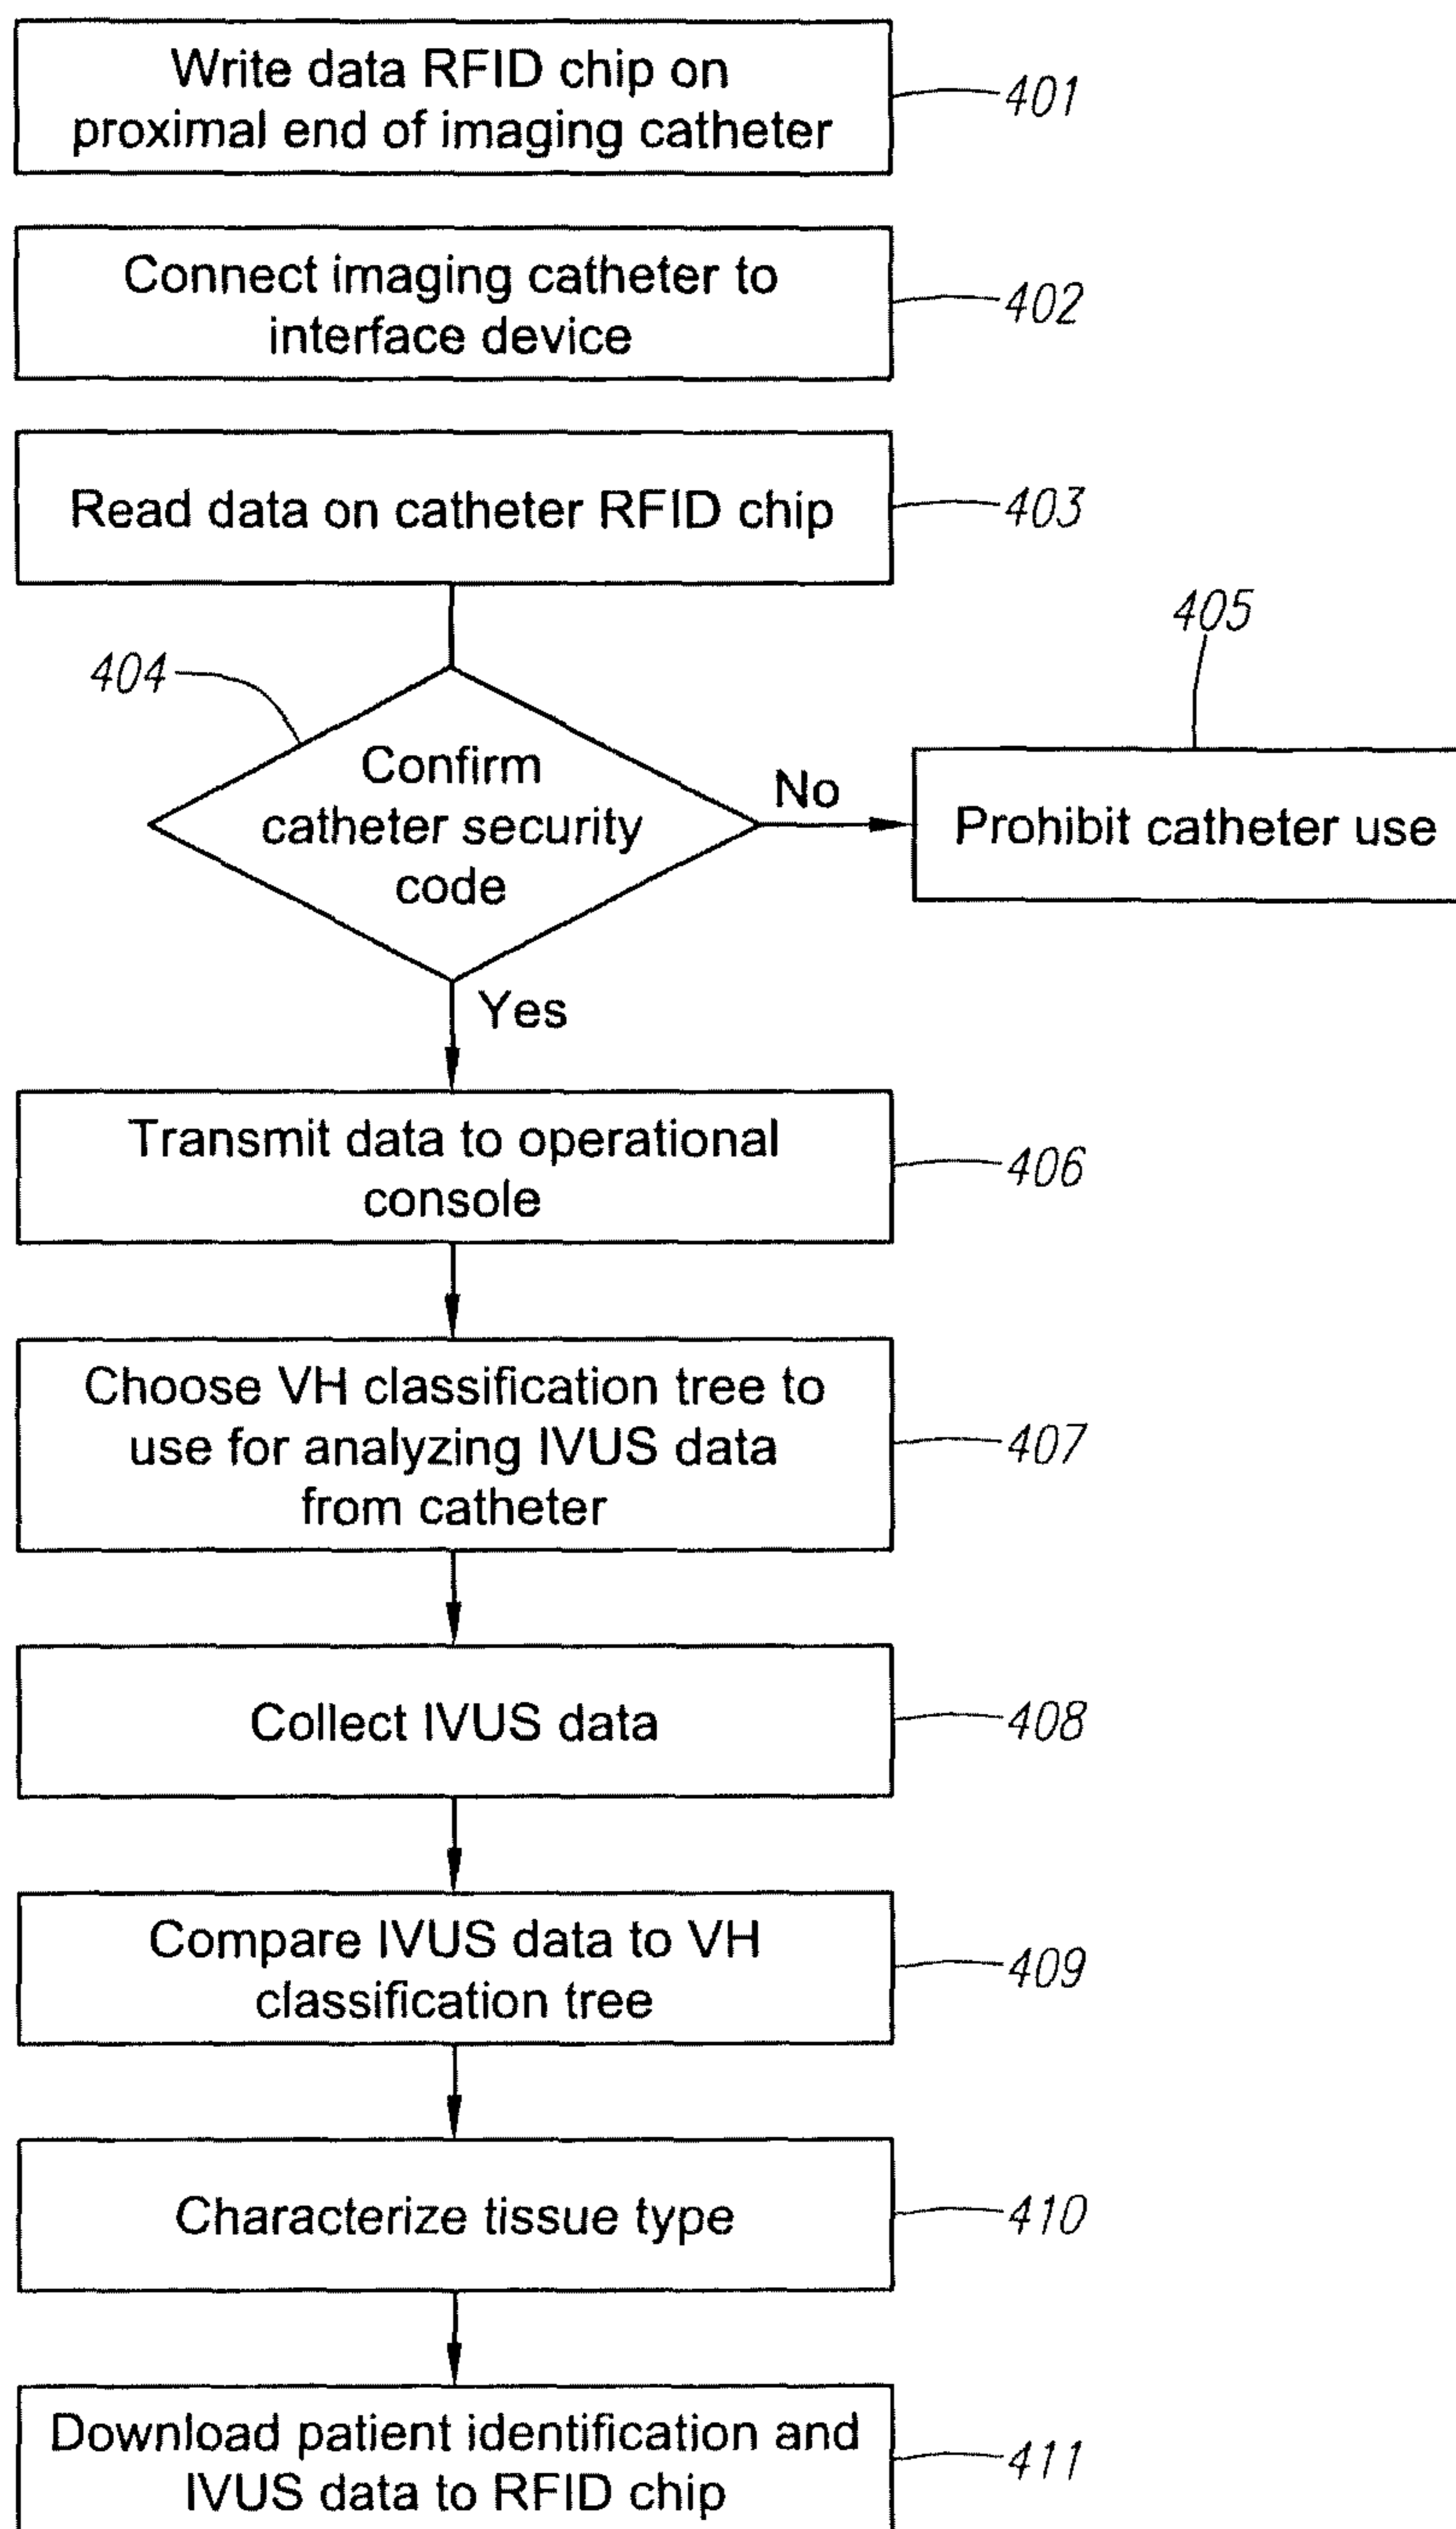 Write data RFID chip on
proximal end of imaging catheter
401
Connect imaging catheter to
interface device
402
Read data on catheter RFID chip
403
404
Confirm
catheter security
code
No
405
Prohibit catheter use
Yes
Transmit data to operational
console
406
Choose VH classification tree to
use for analyzing IVUS data
from catheter
407
Collect IVUS data
408
Compare IVUS data to VH
classification tree
409
Characterize tissue type
410
Download patient identification and
IVUS data to RFID chip
411